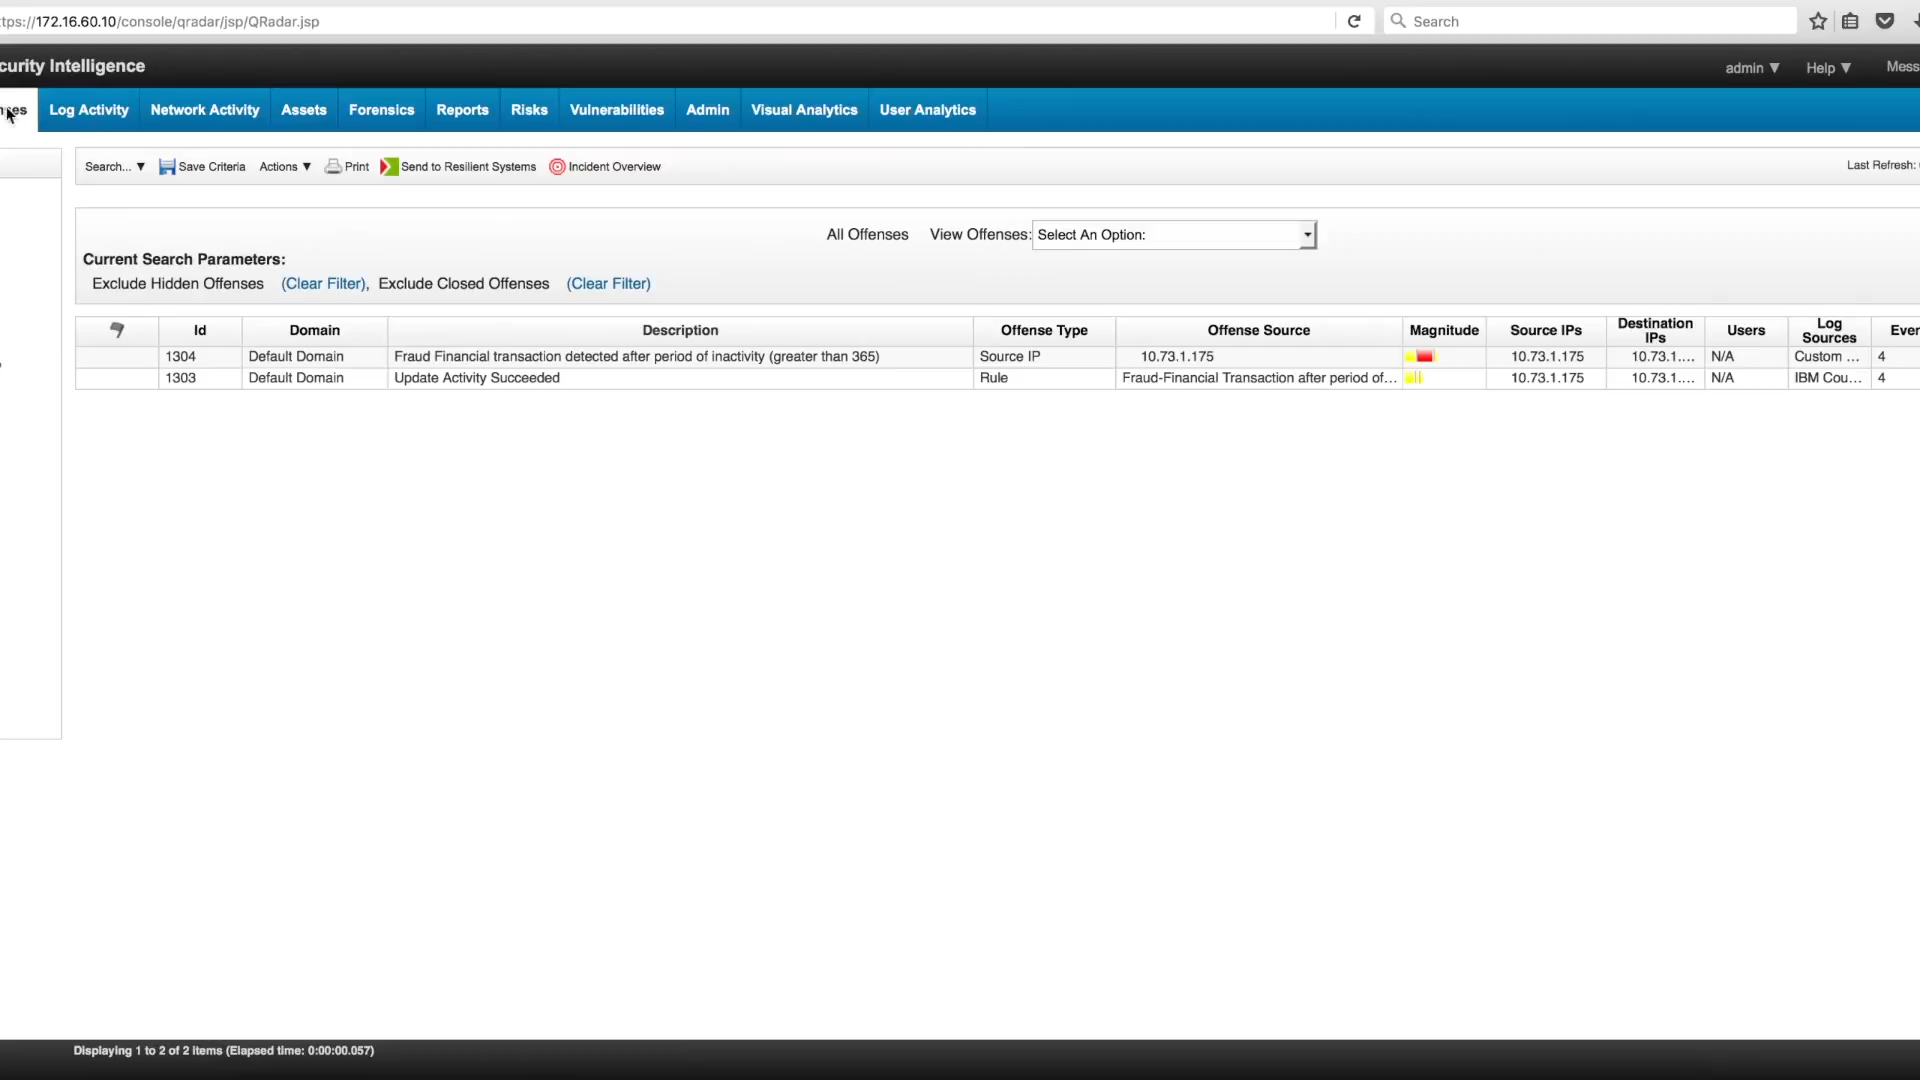 ttps://172.16.60.10/console/qradar/jsp/QRadar.jsp
Search
curity Intelligence
admin ▼ Help ▼ Mess
Log Activity Network Activity Assets Forensics Reports Risks Vulnerabilities Admin Visual Analytics User Analytics
Search... ▼ Save Criteria Actions ▼ Print Send to Resilient Systems Incident Overview
Last Refresh:
All Offenses View Offenses: Select An Option:
Current Search Parameters:
Exclude Hidden Offenses (Clear Filter), Exclude Closed Offenses (Clear Filter)
Id Domain Description Offense Type Offense Source Magnitude Source IPs Destination IPs Users Log Sources Even
1304 Default Domain Fraud Financial transaction detected after period of inactivity (greater than 365) Source IP 10.73.1.175 10.73.1.175 10.73.1.... N/A Custom ... 4
1303 Default Domain Update Activity Succeeded Rule Fraud-Financial Transaction after period of... 10.73.1.175 10.73.1.... N/A IBM Cou... 4
Displaying 1 to 2 of 2 items (Elapsed time: 0:00:00.057)